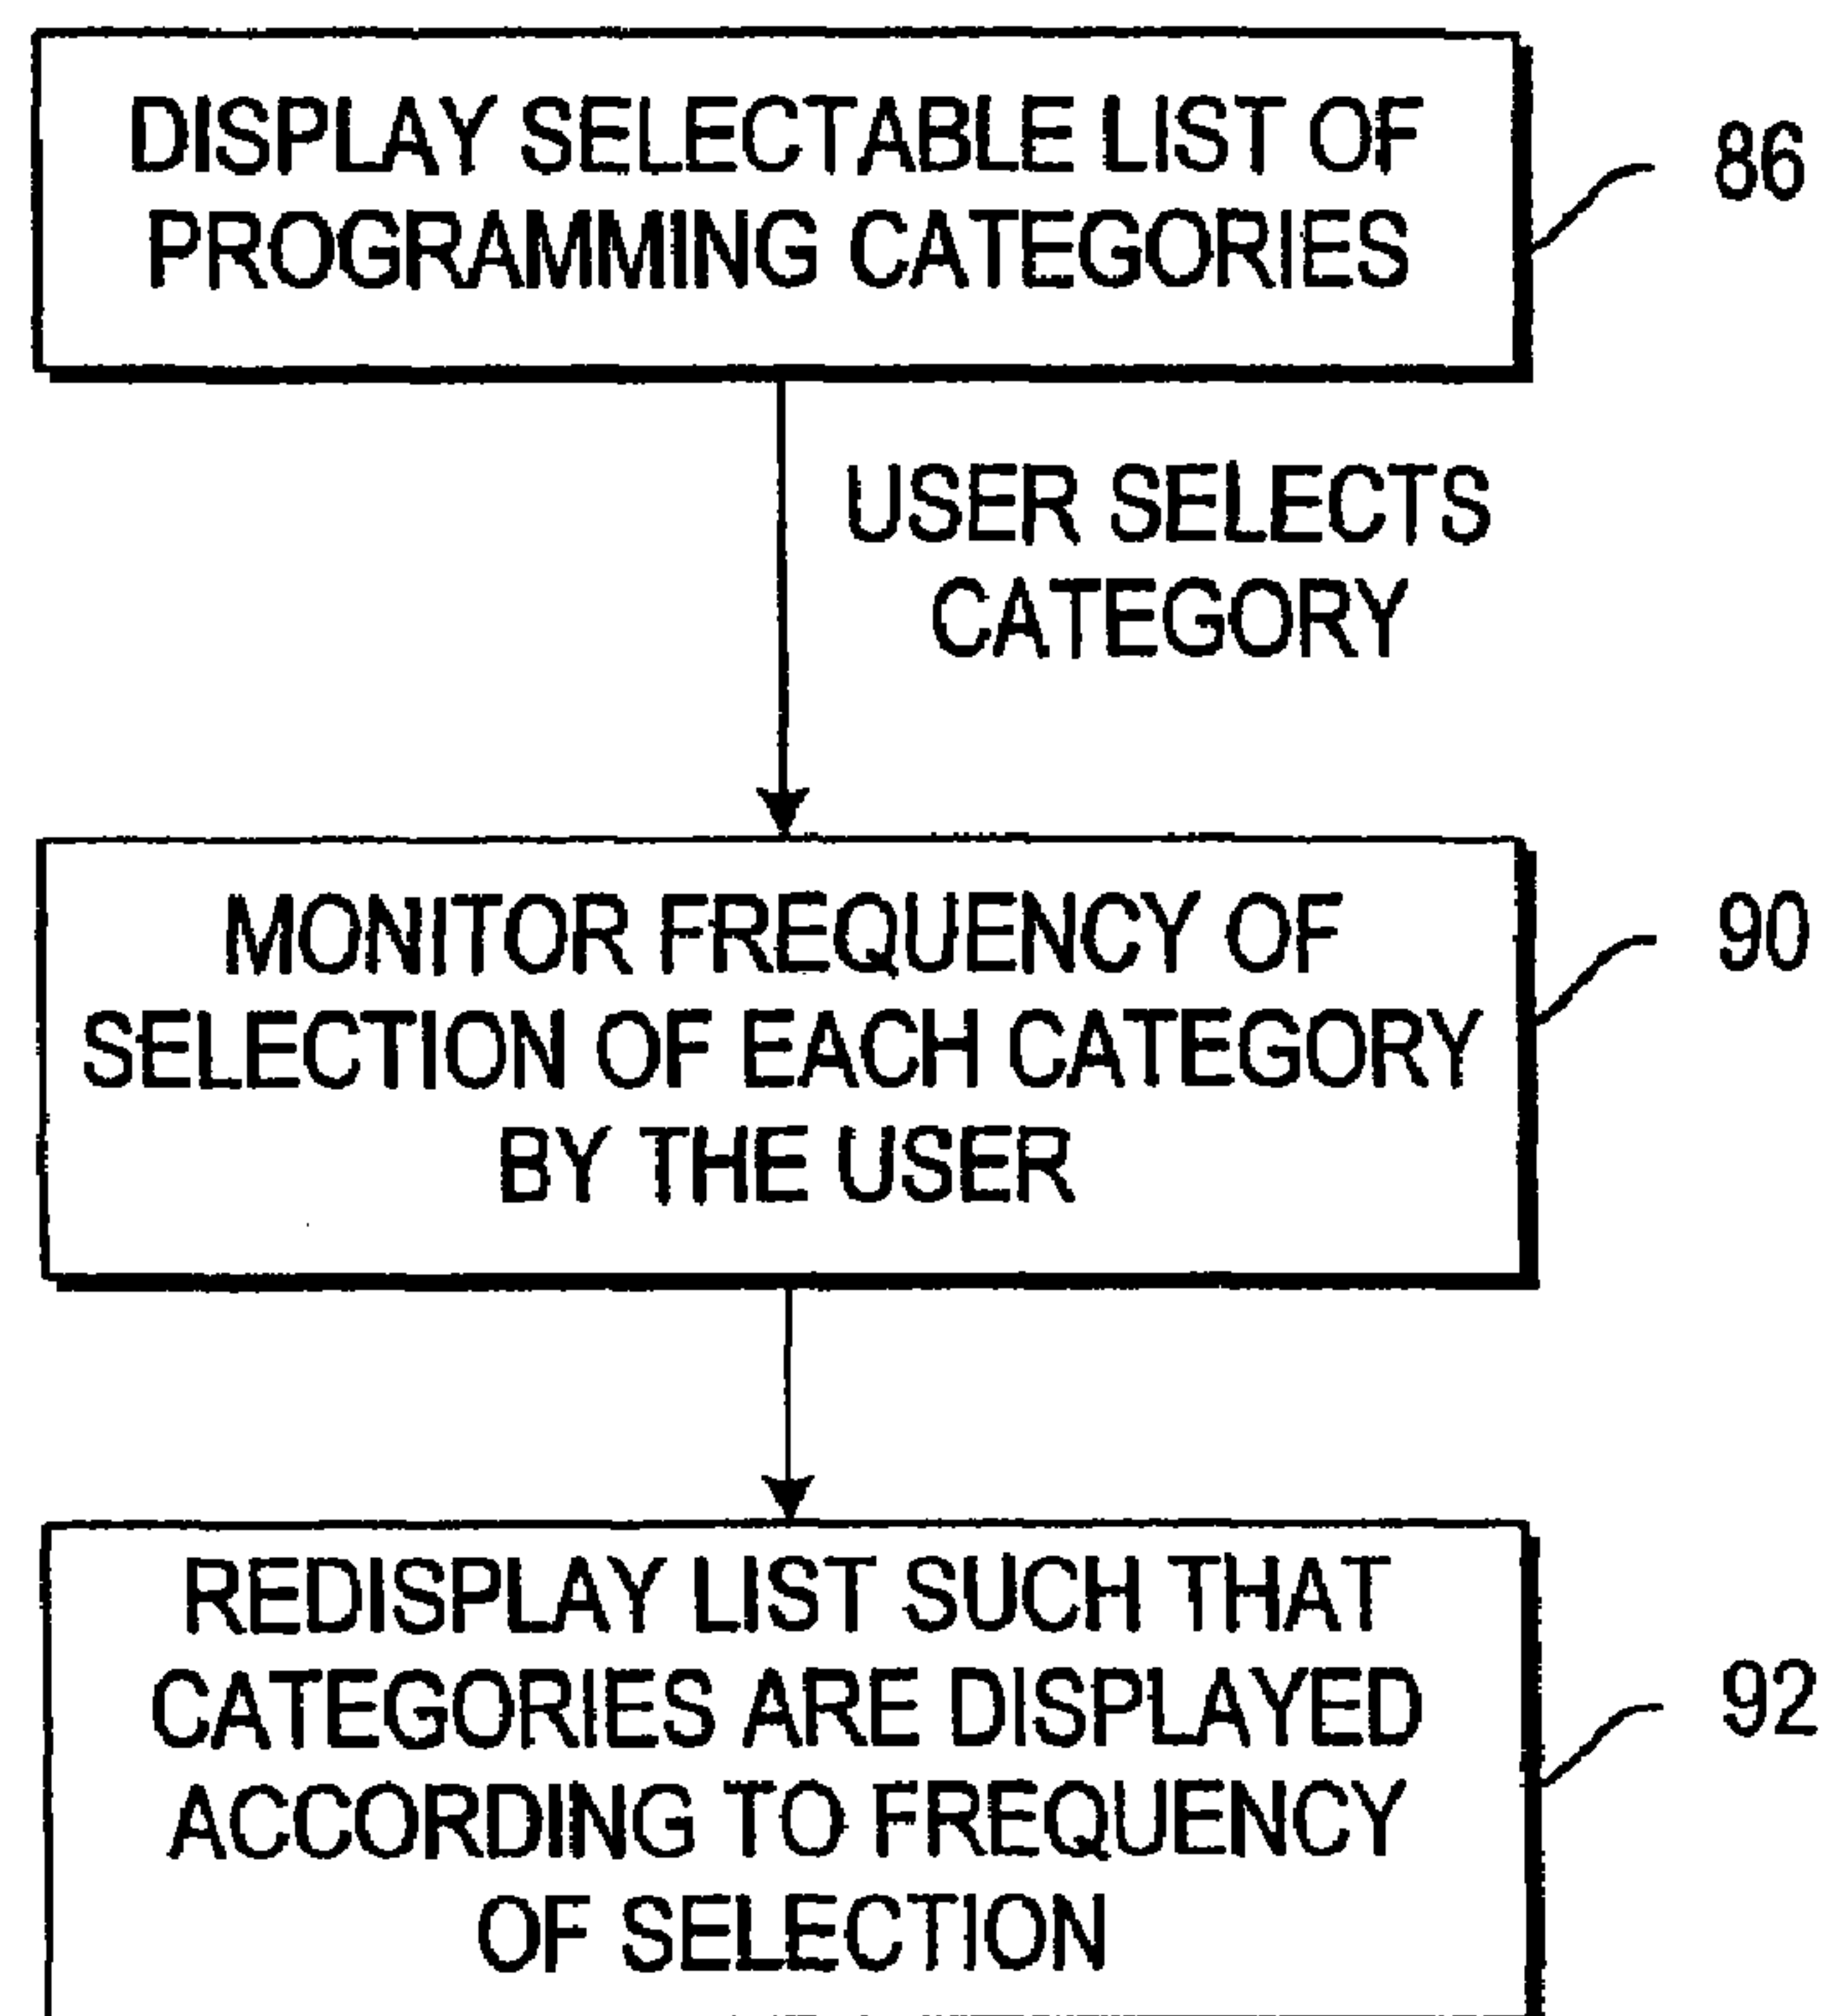 DISPLAY SELECTABLE LIST OF
PROGRAMMING CATEGORIES
86
USER SELECTS
CATEGORY
MONITOR FREQUENCY OF
SELECTION OF EACH CATEGORY
BY THE USER
90
REDISPLAY LIST SUCH THAT
CATEGORIES ARE DISPLAYED
ACCORDING TO FREQUENCY
OF SELECTION
92